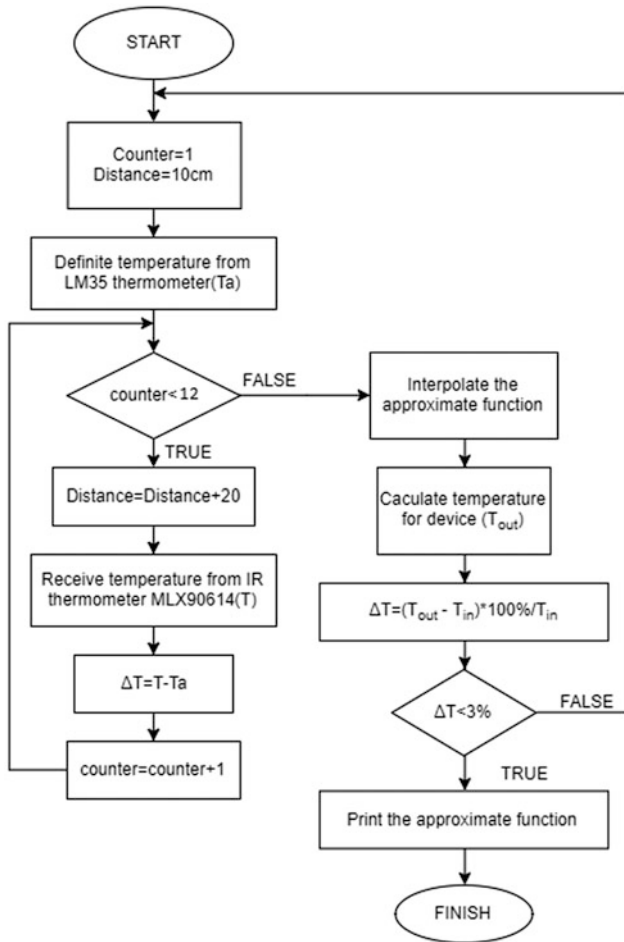 START
Counter=1
Distance=10cm
Definite temperature from
LM35 thermometer(Ta)
counter<12
FALSE
TRUE
Distance=Distance+20
Receive temperature from IR
thermometer MLX90614(T)
ΔT=T-Ta
counter=counter+1
Interpolate the
approximate function
Caculate temperature
for device (Tout)
ΔT=(Tout - Tin)*100%/Tin
ΔT<3%
FALSE
TRUE
Print the approximate function
FINISH